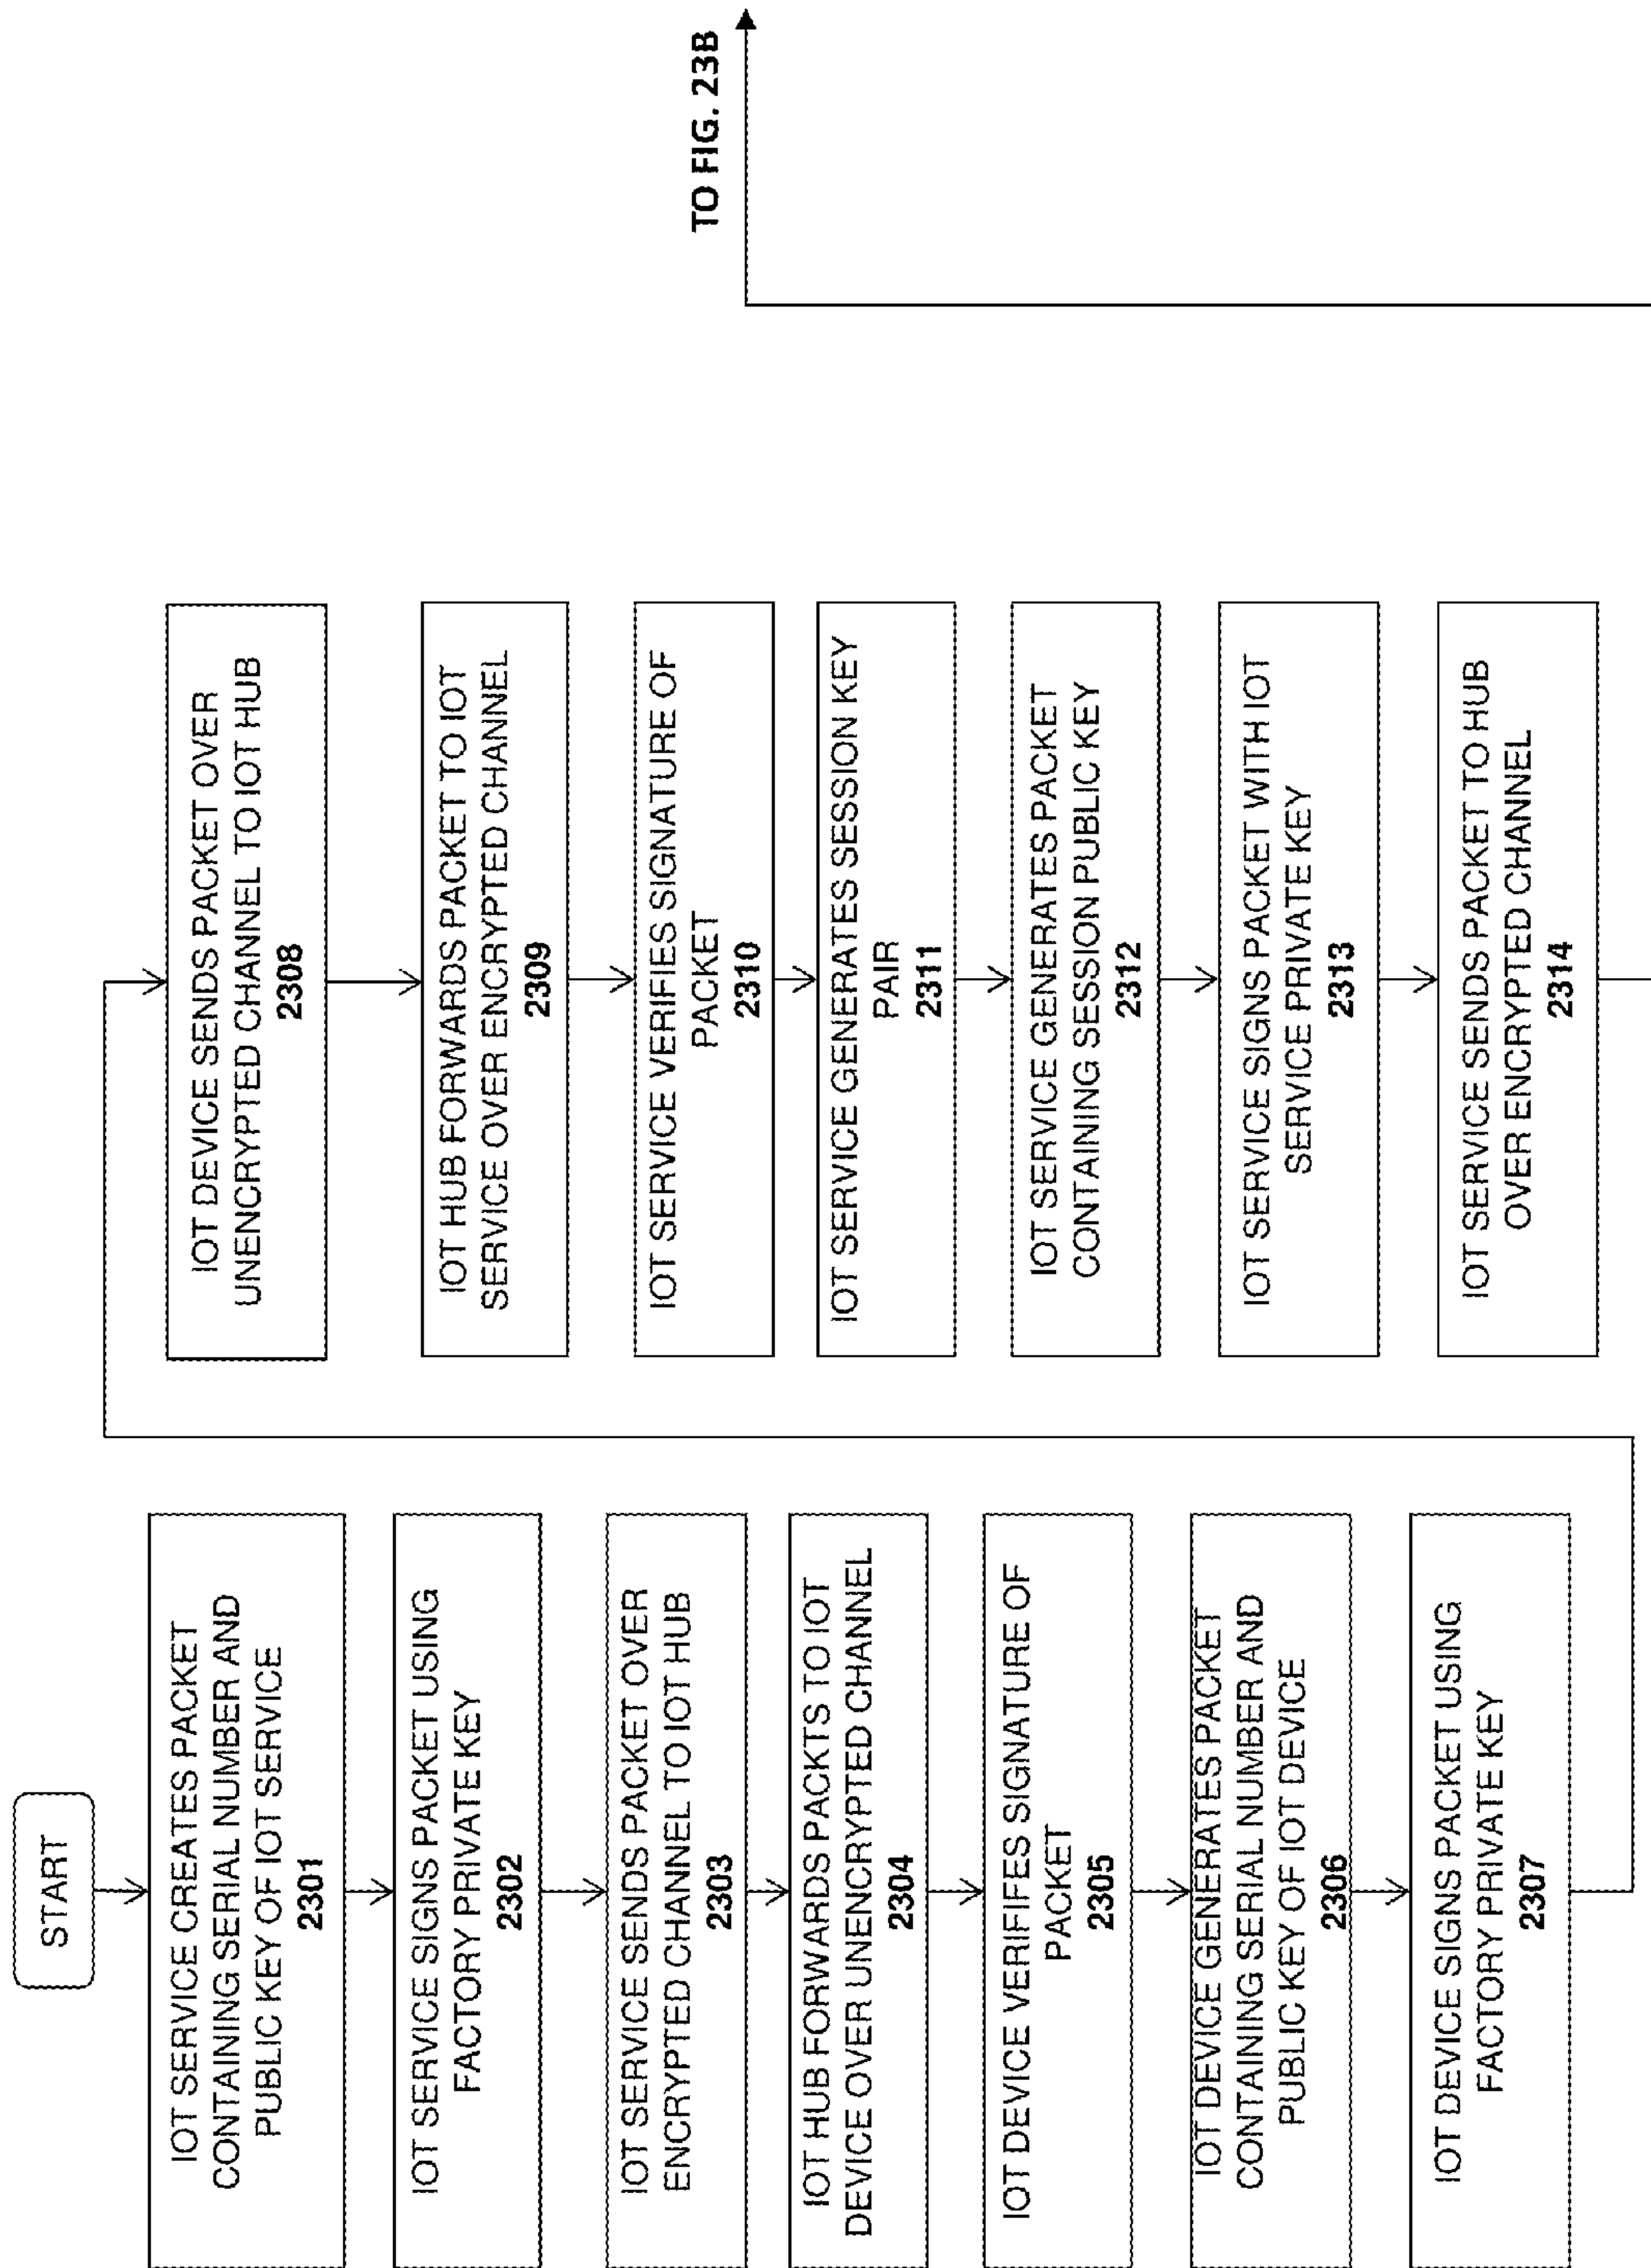 START
IOT SERVICE CREATES PACKET
CONTAINING SERIAL NUMBER AND
PUBLIC KEY OF IOT SERVICE
2301
IOT SERVICE SIGNS PACKET USING
FACTORY PRIVATE KEY
2302
IOT SERVICE SENDS PACKET OVER
ENCRYPTED CHANNEL TO IOT HUB
2303
IOT HUB FORWARDS PACKTS TO IOT
DEVICE OVER UNENCRYPTED CHANNEL
2304
IOT DEVICE VERIFIFES SIGNATURE OF
PACKET
2305
IOT DEVICE GENERATES PACKET
CONTAINING SERIAL NUMBER AND
PUBLIC KEY OF IOT DEVICE
2306
IOT DEVICE SIGNS PACKET USING
FACTORY PRIVATE KEY
2307
IOT DEVICE SENDS PACKET OVER
UNENCRYPTED CHANNEL TO IOT HUB
2308
IOT HUB FORWARDS PACKET TO IOT
SERVICE OVER ENCRYPTED CHANNEL
2309
IOT SERVICE VERIFIES SIGNATURE OF
PACKET
2310
IOT SERVICE GENERATES SESSION KEY
PAIR
2311
IOT SERVICE GENERATES PACKET
CONTAINING SESSION PUBLIC KEY
2312
IOT SERVICE SIGNS PACKET WITH IOT
SERVICE PRIVATE KEY
2313
IOT SERVICE SENDS PACKET TO HUB
OVER ENCRYPTED CHANNEL
2314
TO FIG. 23B